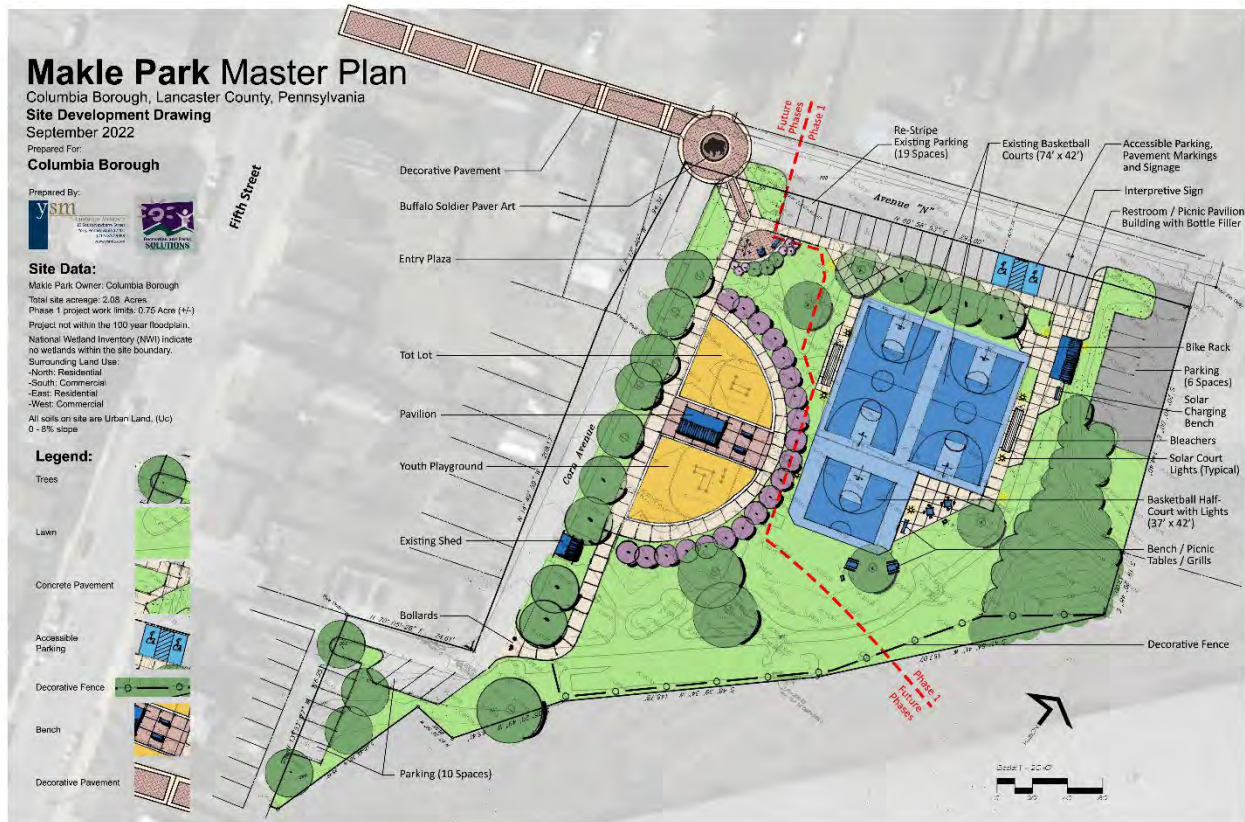 Makle Park Master Plan
Columbia Borough, Lancaster County, Pennsylvania
Site Development Drawing
September 2022
Prepared For:
Columbia Borough
Prepared By:
ysm
Recreation and Parks
SOLUTIONS
Site Data:
Makle Park Owner: Columbia Borough
Total site acreage: 2.08 Acres
Phase 1 project work limits: 0.75 Acre (+/-)
Project not within the 100 year floodplain.
National Wetland Inventory (NWI) indicate
no wetlands within the site boundary.
Surrounding Land Use:
-North: Residential
-South: Commercial
-East: Residential
-West: Commercial
All soils on site are Urban Land, (Uc)
0 - 8% slope
Legend:
Trees
Lawn
Concrete Pavement
Accessible
Parking
Decorative Fence
Bench
Decorative Pavement
Fifth Street
Decorative Pavement
Buffalo Soldier Paver Art
Entry Plaza
Tot Lot
Pavilion
Youth Playground
Existing Shed
Bollards
Parking (10 Spaces)
Corn Avenue
Avenue "N"
Future
Phases
Phase 1
Re-Stripe
Existing Parking
(19 Spaces)
Existing Basketball
Courts (74' x 42')
Accessible Parking,
Pavement Markings
and Signage
Interpretive Sign
Restroom / Picnic Pavilion
Building with Bottle Filler
Bike Rack
Parking
(6 Spaces)
Solar
Charging
Bench
Bleachers
Solar Court
Lights (Typical)
Basketball Half-
Court with Lights
(37' x 42')
Bench / Picnic
Tables / Grills
Decorative Fence
Phase 1
Future
Phases